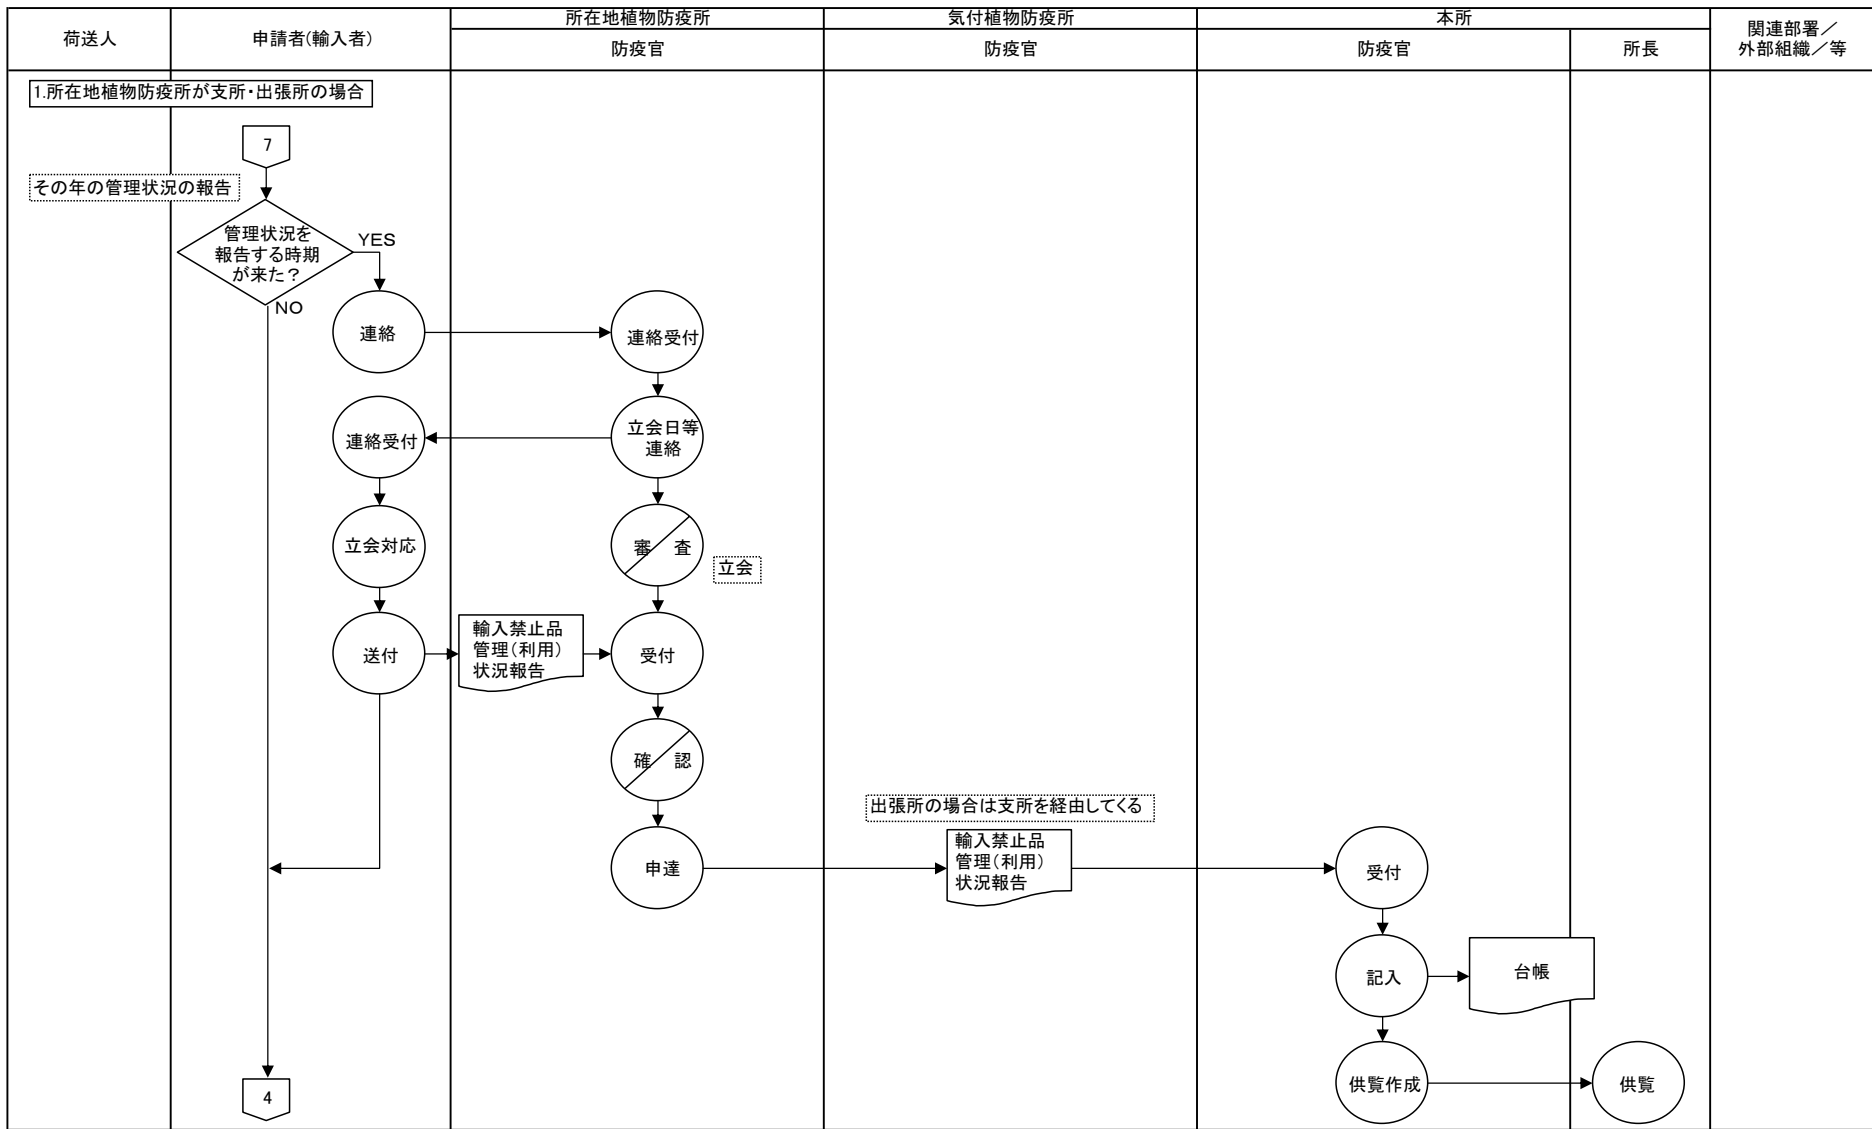 荷送人
申請者(輸入者)
所在地植物防疫所
防疫官
気付植物防疫所
防疫官
本所
防疫官
所長
関連部署／
外部組織／等
1.所在地植物防疫所が支所・出張所の場合
7
その年の管理状況の報告
管理状況を
報告する時期
が来た？
YES
NO
連絡
連絡受付
連絡受付
立会日等
連絡
立会対応
審 査
立会
送付
輸入禁止品
管理(利用)
状況報告
受付
確 認
出張所の場合は支所を経由してくる
申達
輸入禁止品
管理(利用)
状況報告
受付
記入
台帳
4
供覧作成
供覧